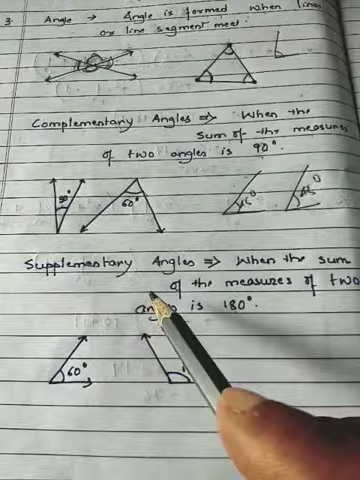 3. Angle → Angle is formed when lines
or line segment meet.
Complementary Angles ⇒ When the
sum of the measures
of two angles is 90°.
30° 60° 45° 45°
Supplementary Angles ⇒ When the sum
of the measures of two
is 180°.
60°